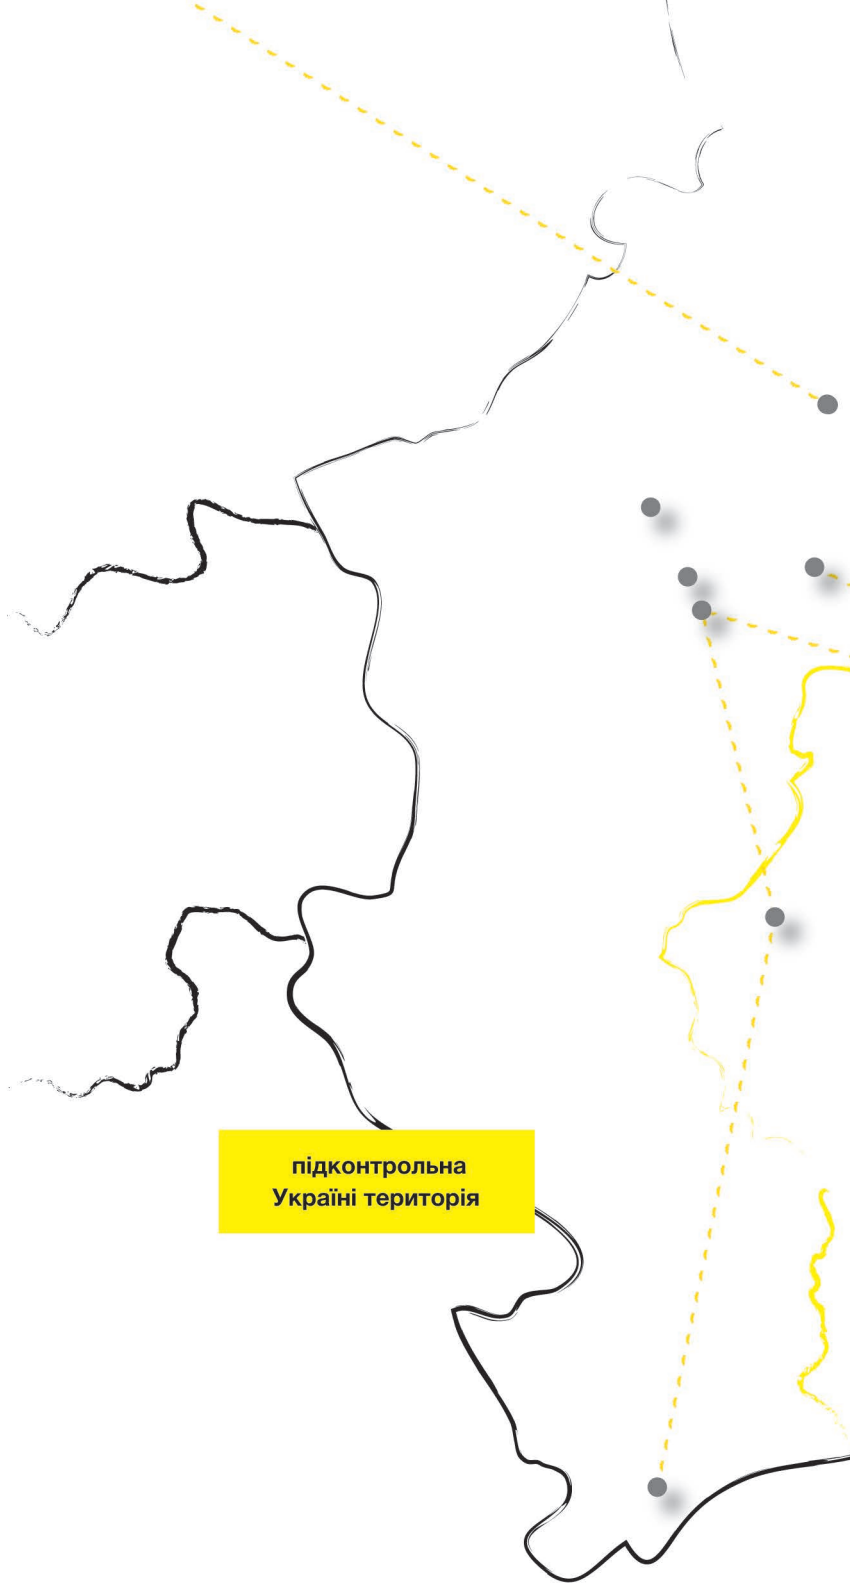 підконтрольна
Україні територія